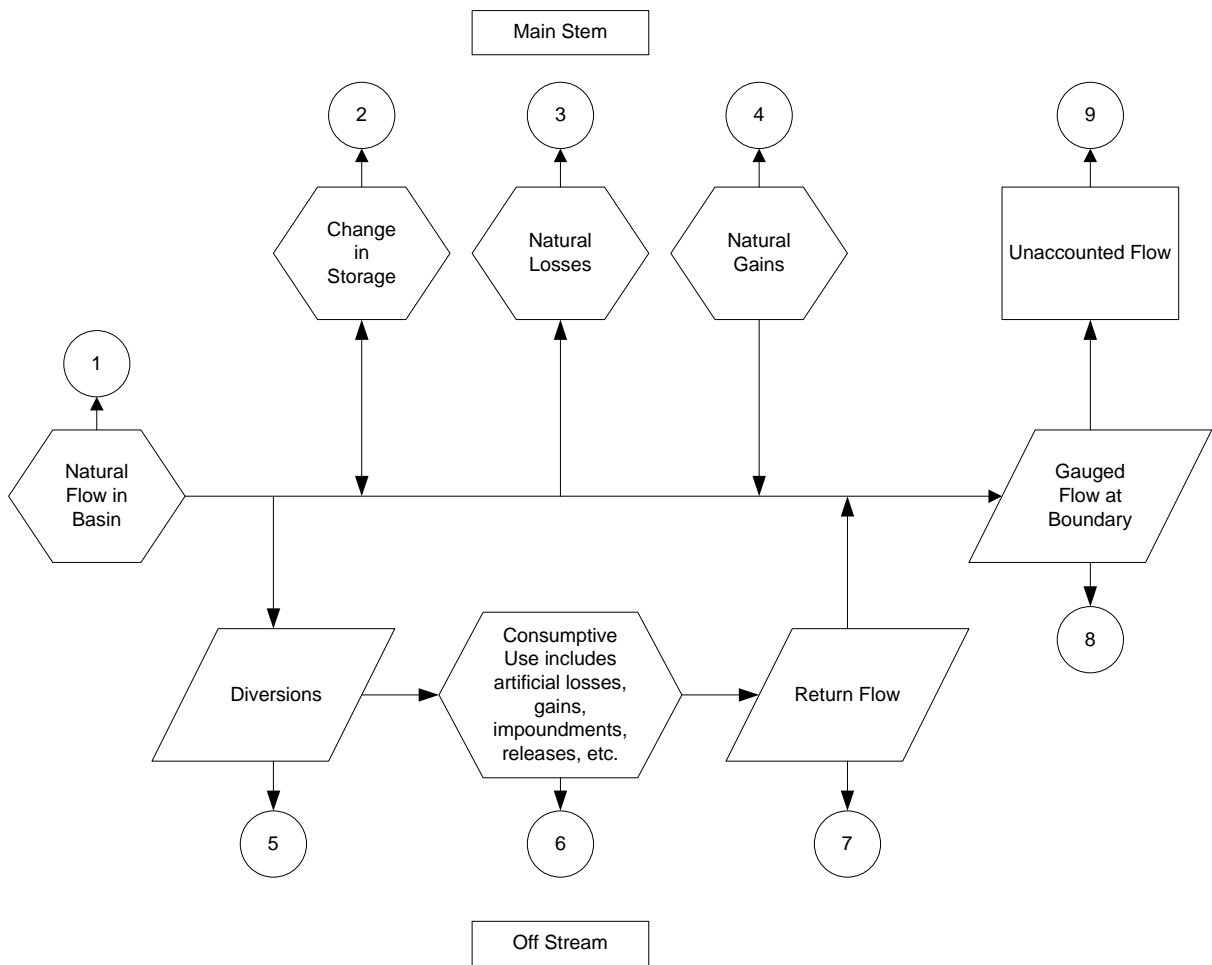 Main Stem
2
3
4
9
Change
in
Storage
Natural
Losses
Natural
Gains
Unaccounted Flow
1
Natural
Flow in
Basin
Gauged
Flow at
Boundary
Diversions
Consumptive
Use includes
artificial losses,
gains,
impoundments,
releases, etc.
Return Flow
8
5
6
7
Off Stream